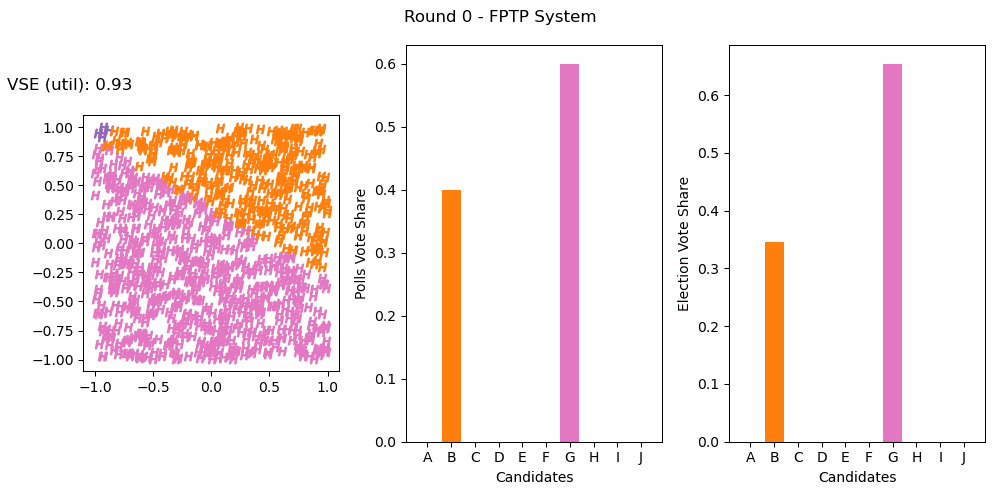 Round 0 - FPTP System
VSE (util): 0.93
1.00
0.75
0.50
0.25
0.00
−0.25
−0.50
−0.75
−1.00
−1.0 −0.5 0.0 0.5 1.0
Polls Vote Share
0.6
0.5
0.4
0.3
0.2
0.1
0.0
A B C D E F G H I J
Candidates
Election Vote Share
0.6
0.5
0.4
0.3
0.2
0.1
0.0
A B C D E F G H I J
Candidates